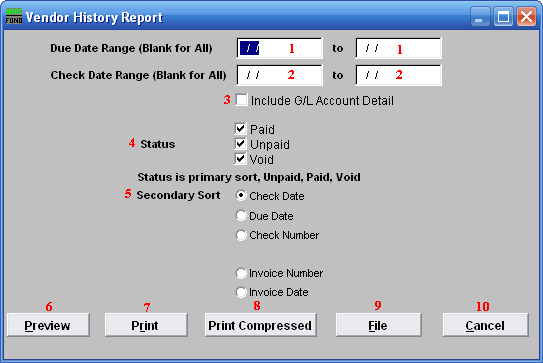 FUND Vendor History Report
Due Date Range (Blank for All) / / 1 to / / 1
Check Date Range (Blank for All) / / 2 to / / 2
3 Include G/L Account Detail
Paid
4 Status Unpaid
Void
Status is primary sort, Unpaid, Paid, Void
5 Secondary Sort Check Date
Due Date
Check Number
Invoice Number
Invoice Date
6 7 8 9 10
Preview Print Print Compressed File Cancel